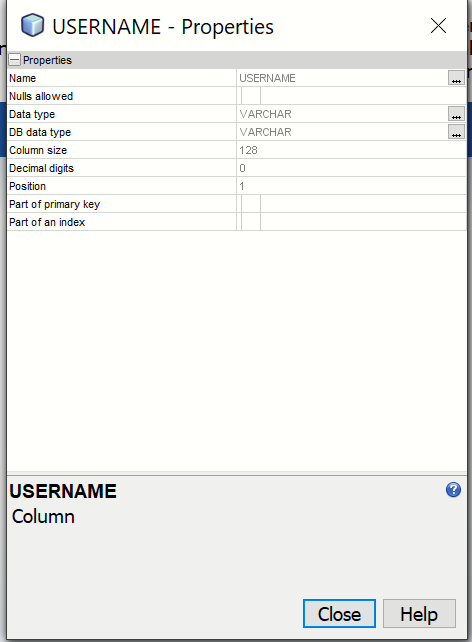 USERNAME - Properties
Properties
Name USERNAME ...
Nulls allowed
Data type VARCHAR ...
DB data type VARCHAR ...
Column size 128
Decimal digits 0
Position 1
Part of primary key
Part of an index
USERNAME ?
Column
Close Help